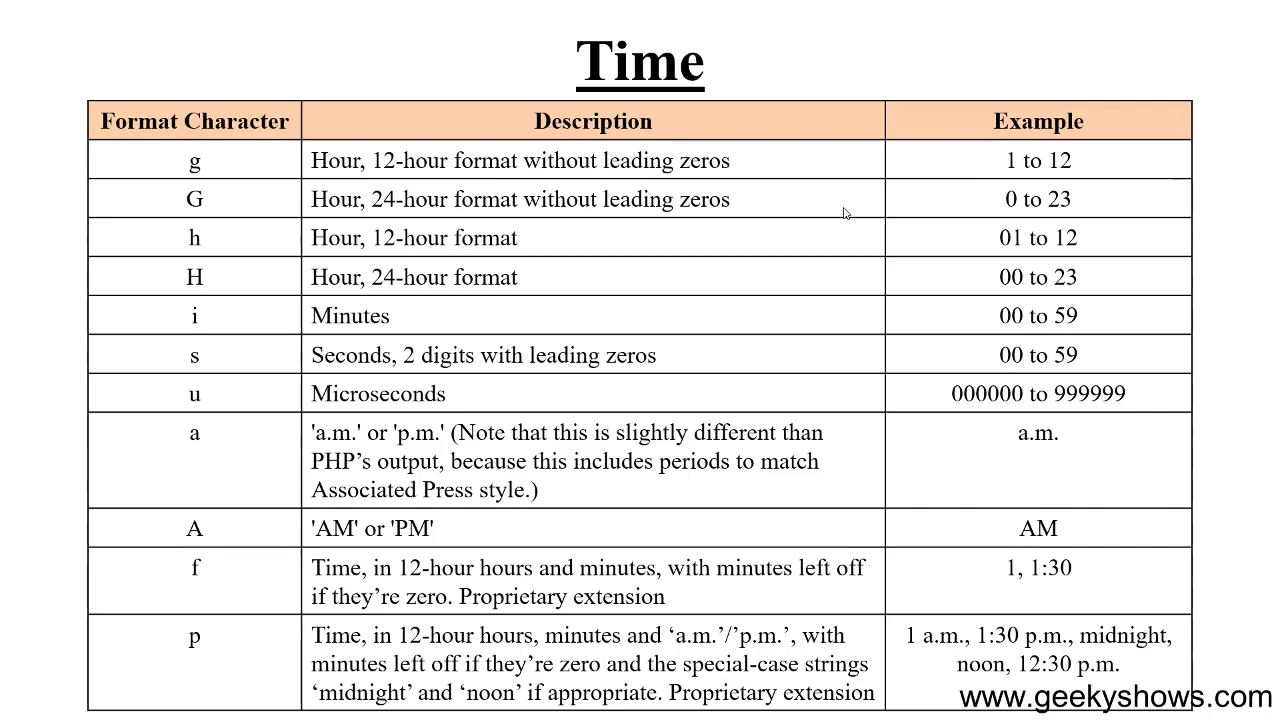 Time
Format Character Description Example
g Hour, 12-hour format without leading zeros 1 to 12
G Hour, 24-hour format without leading zeros 0 to 23
h Hour, 12-hour format 01 to 12
H Hour, 24-hour format 00 to 23
i Minutes 00 to 59
s Seconds, 2 digits with leading zeros 00 to 59
u Microseconds 000000 to 999999
a 'a.m.' or 'p.m.' (Note that this is slightly different than a.m.
PHP’s output, because this includes periods to match
Associated Press style.)
A 'AM' or 'PM' AM
f Time, in 12-hour hours and minutes, with minutes left off 1, 1:30
if they’re zero. Proprietary extension
p Time, in 12-hour hours, minutes and ‘a.m.’/’p.m.’, with 1 a.m., 1:30 p.m., midnight,
minutes left off if they’re zero and the special-case strings noon, 12:30 p.m.
‘midnight’ and ‘noon’ if appropriate. Proprietary extension
www.geekyshows.com